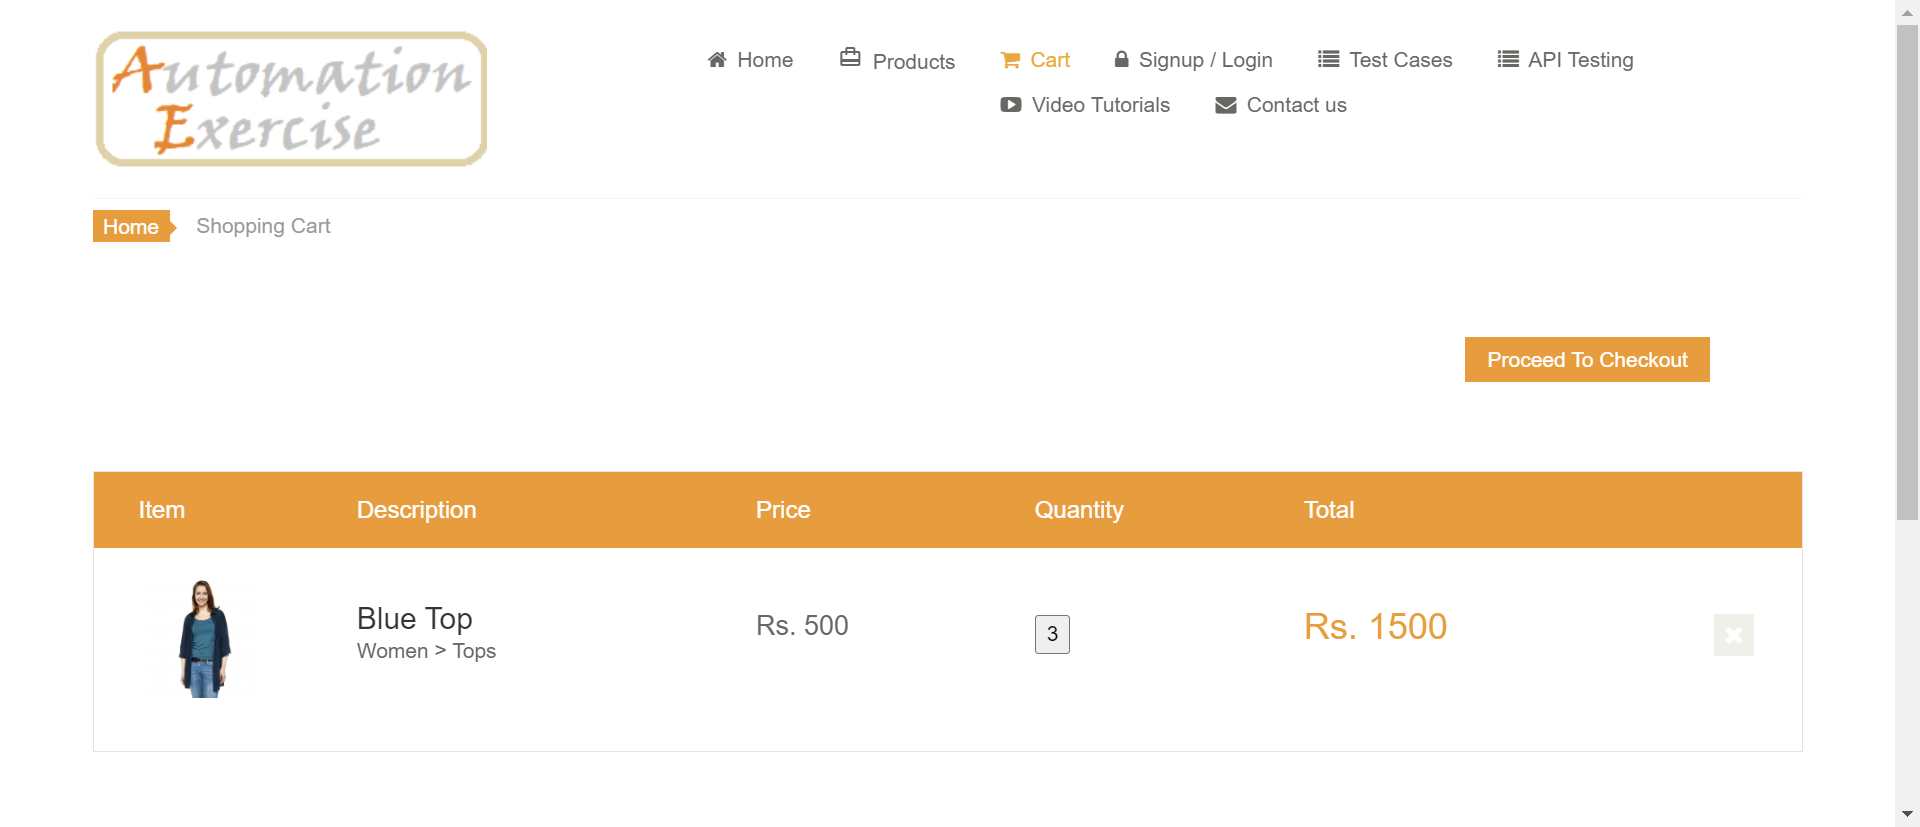 Automation
Exercise
Home
Products
Cart
Signup / Login
Test Cases
API Testing
Video Tutorials
Contact us
Home
Shopping Cart
Proceed To Checkout
Item Description Price Quantity Total
Blue Top
Women > Tops
Rs. 500
3
Rs. 1500